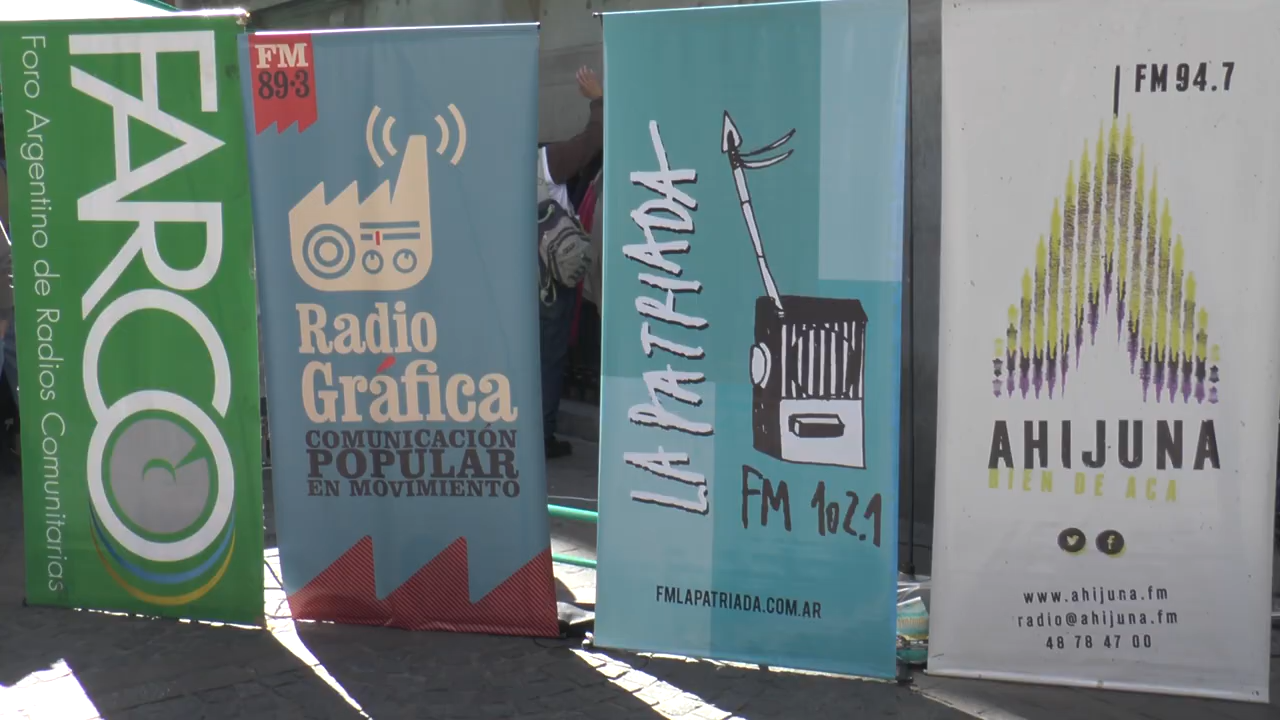 FARCO
Foro Argentino de Radios Comunitarias
FM
89.3
Radio
Gráfica
COMUNICACIÓN
POPULAR
EN MOVIMIENTO
LA PATRIADA
FM 102.1
FMLAPATRIADA.COM.AR
FM 94.7
AHIJUNA
BIEN DE ACA
www.ahijuna.fm
radio@ahijuna.fm
48 78 47 00